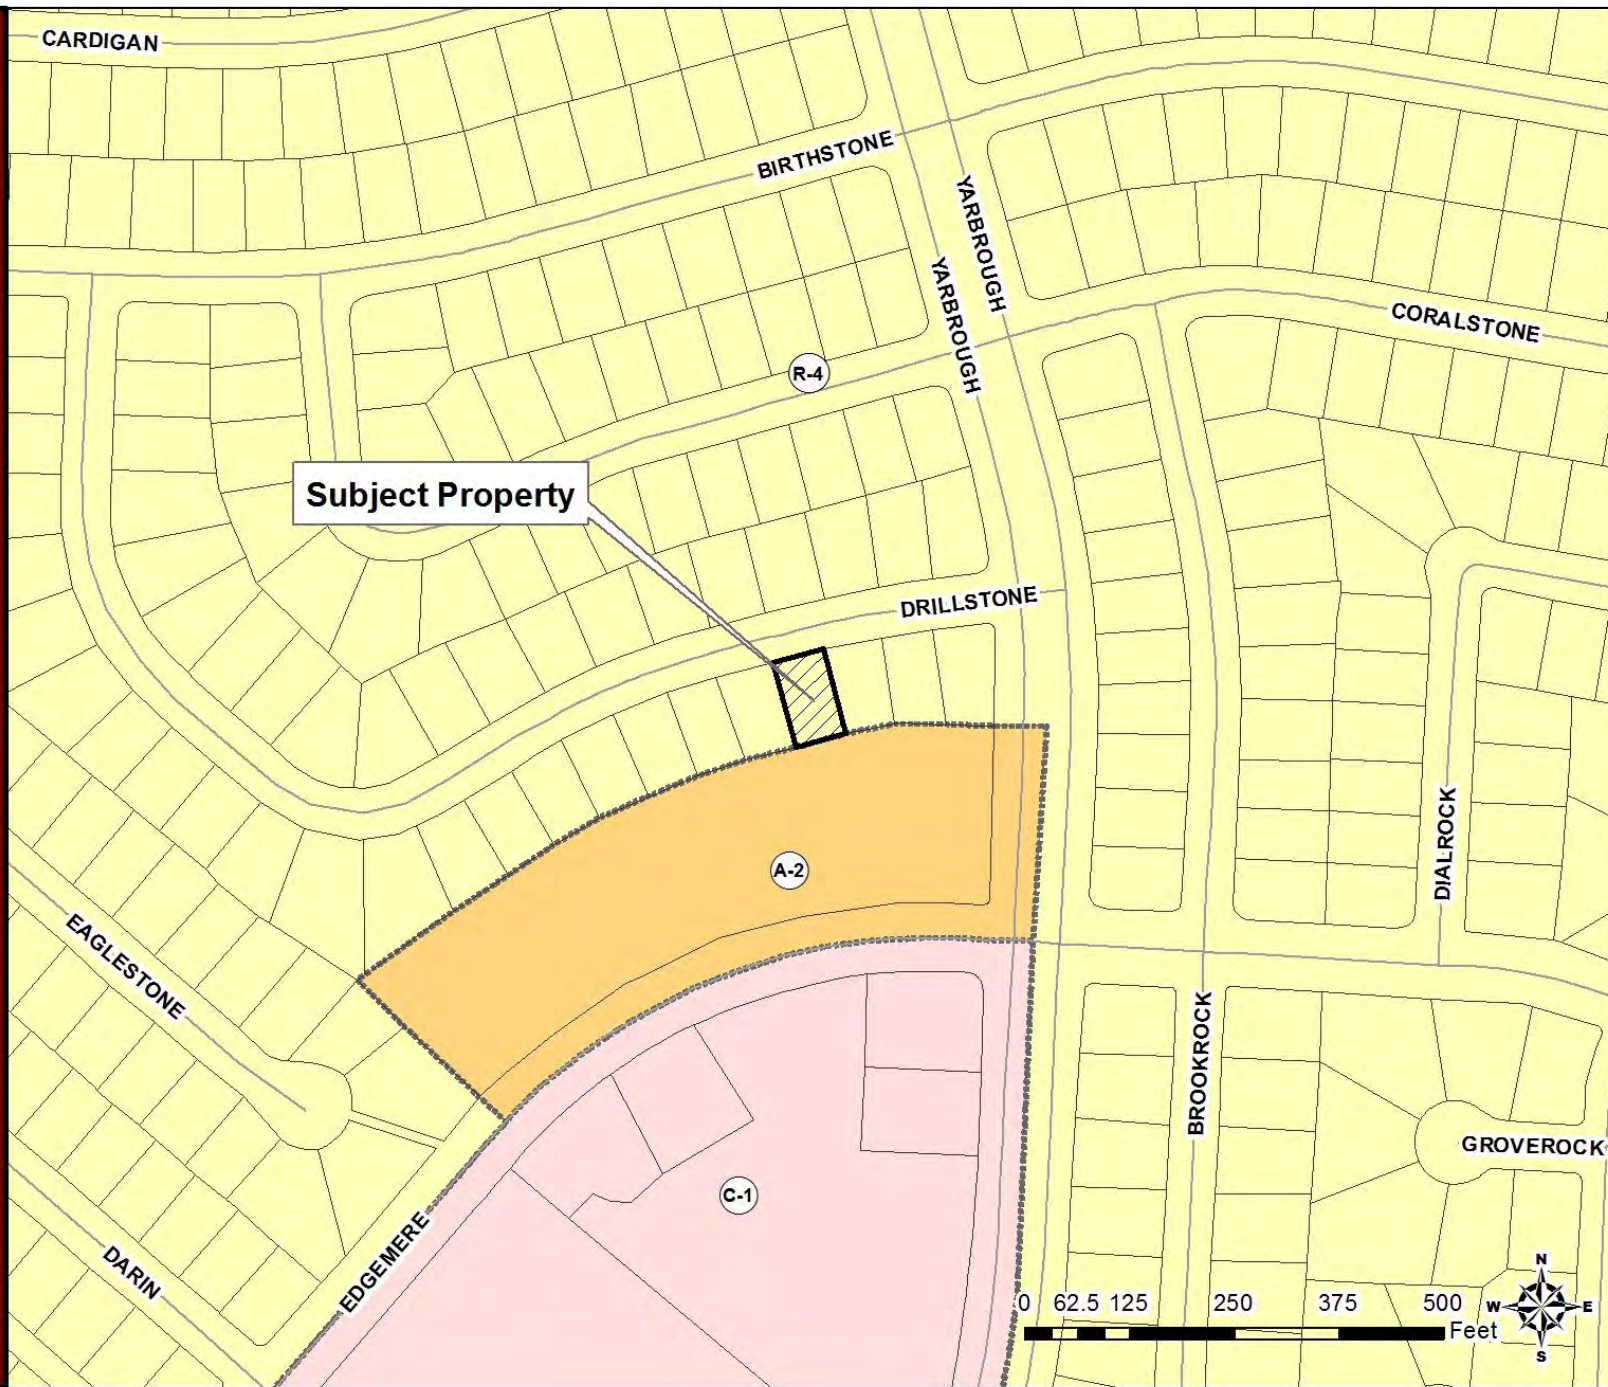 CARDIGAN
BIRTHSTONE
YARBROUGH
YARBROUGH
CORALSTONE
R-4
Subject Property
DRILLSTONE
A-2
DIALROCK
EAGLESTONE
BROOKROCK
GROVEROCK
C-1
EDGEMERE
DARIN
N
W E
S
0 62.5 125 250 375 500
Feet